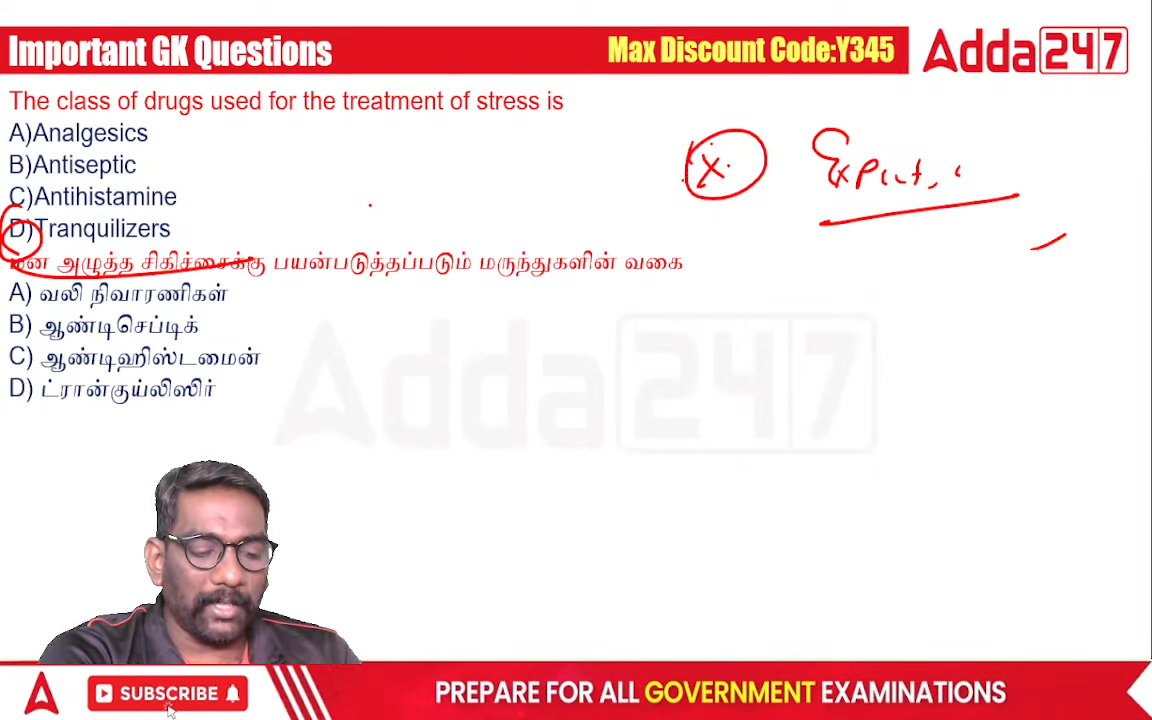 Important GK Questions
Max Discount Code:Y345
Adda247
The class of drugs used for the treatment of stress is
A)Analgesics
B)Antiseptic
C)Antihistamine
D)Tranquilizers
மன அழுத்த சிகிச்சைக்கு பயன்படுத்தப்படும் மருந்துகளின் வகை
A) வலி நிவாரணிகள்
B) ஆண்டிசெப்டிக்
C) ஆண்டிஹிஸ்டமைன்
D) ட்ரான்குய்லிஸிர்
X
Adda247
SUBSCRIBE
PREPARE FOR ALL GOVERNMENT EXAMINATIONS